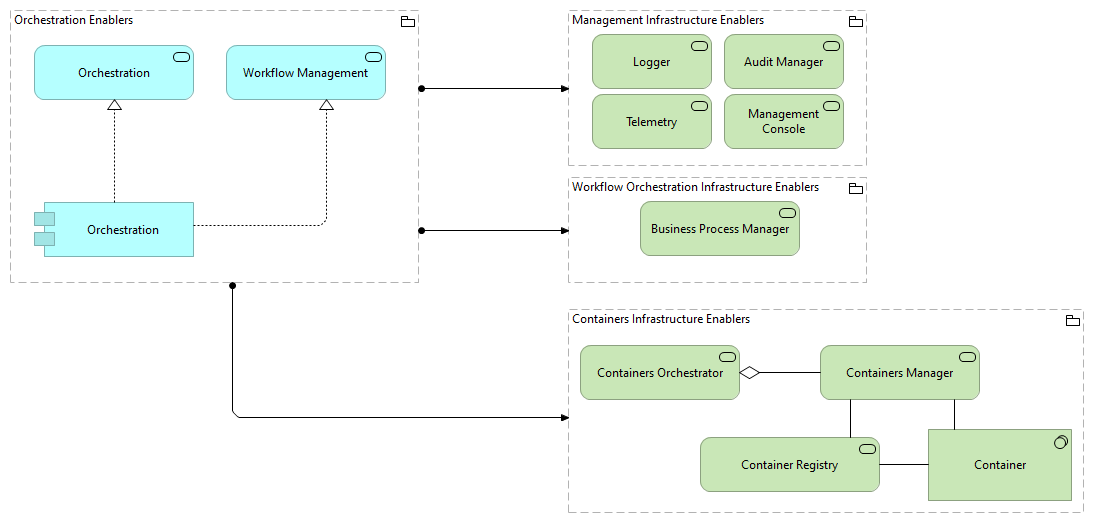 Orchestration Enablers
Orchestration
Workflow Management
Orchestration
Management Infrastructure Enablers
Logger
Audit Manager
Telemetry
Management
Console
Workflow Orchestration Infrastructure Enablers
Business Process Manager
Containers Infrastructure Enablers
Containers Orchestrator
Containers Manager
Container Registry
Container